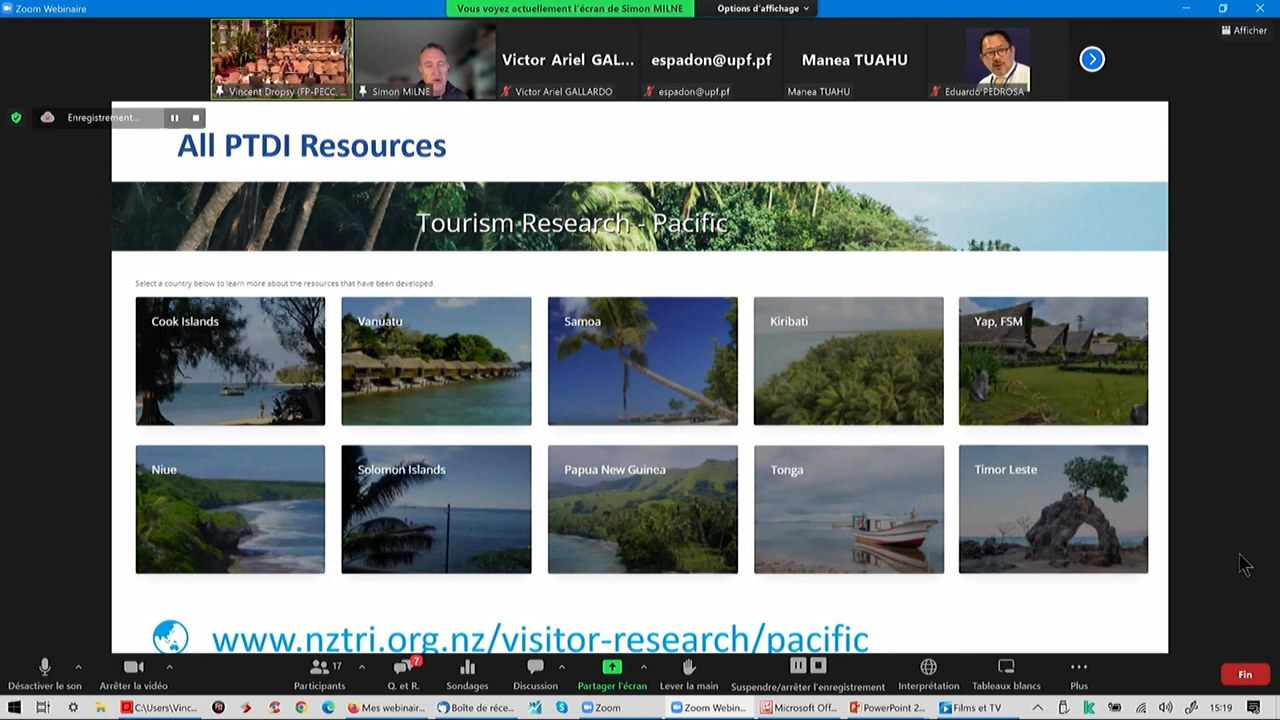 Zoom Webinaire
Vous voyez actuellement l'écran de Simon MILNE
Options d'affichage
Afficher
Vincent Dropsy (FP-PECC, ...
Simon MILNE
Victor Ariel GAL...
Victor Ariel GALLARDO
espadon@upf.pf
espadon@upf.pf
Manea TUAHU
Manea TUAHU
Eduardo PEDROSA
Enregistrement...
All PTDI Resources
Tourism Research - Pacific
Select a country below to learn more about the resources that have been developed.
Cook Islands
Vanuatu
Samoa
Kiribati
Yap, FSM
Niue
Solomon Islands
Papua New Guinea
Tonga
Timor Leste
www.nztri.org.nz/visitor-research/pacific
Désactiver le son
Arrêter la vidéo
17
Participants
7
Q. et R.
Sondages
Discussion
Partager l'écran
Lever la main
Suspendre/arrêter l'enregistrement
Interprétation
Tableaux blancs
Plus
Fin
C:\Users\Vinc...
Mes webinair...
Boîte de réce...
Zoom
Zoom Webin...
Microsoft Off...
PowerPoint 2...
Films et TV
15:19